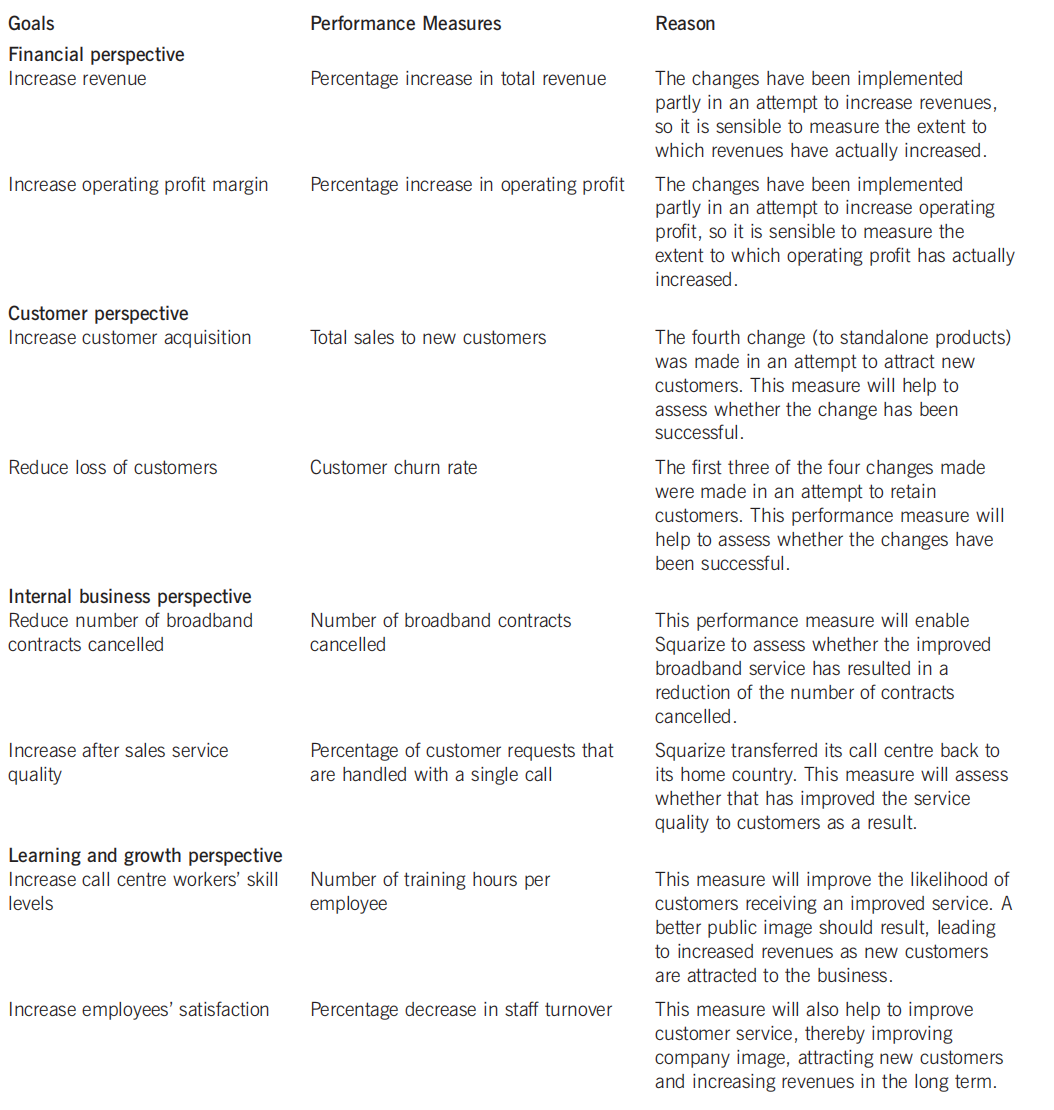 Goals Performance Measures Reason
Financial perspective
Increase revenue Percentage increase in total revenue The changes have been implemented
partly in an attempt to increase revenues,
so it is sensible to measure the extent to
which revenues have actually increased.
Increase operating profit margin Percentage increase in operating profit The changes have been implemented
partly in an attempt to increase operating
profit, so it is sensible to measure the
extent to which operating profit has actually
increased.
Customer perspective
Increase customer acquisition Total sales to new customers The fourth change (to standalone products)
was made in an attempt to attract new
customers. This measure will help to
assess whether the change has been
successful.
Reduce loss of customers Customer churn rate The first three of the four changes made
were made in an attempt to retain
customers. This performance measure will
help to assess whether the changes have
been successful.
Internal business perspective
Reduce number of broadband Number of broadband contracts This performance measure will enable
contracts cancelled cancelled Squarize to assess whether the improved
broadband service has resulted in a
reduction of the number of contracts
cancelled.
Increase after sales service Percentage of customer requests that Squarize transferred its call centre back to
quality are handled with a single call its home country. This measure will assess
whether that has improved the service
quality to customers as a result.
Learning and growth perspective
Increase call centre workers' skill Number of training hours per This measure will improve the likelihood of
levels employee customers receiving an improved service. A
better public image should result, leading
to increased revenues as new customers
are attracted to the business.
Increase employees' satisfaction Percentage decrease in staff turnover This measure will also help to improve
customer service, thereby improving
company image, attracting new customers
and increasing revenues in the long term.